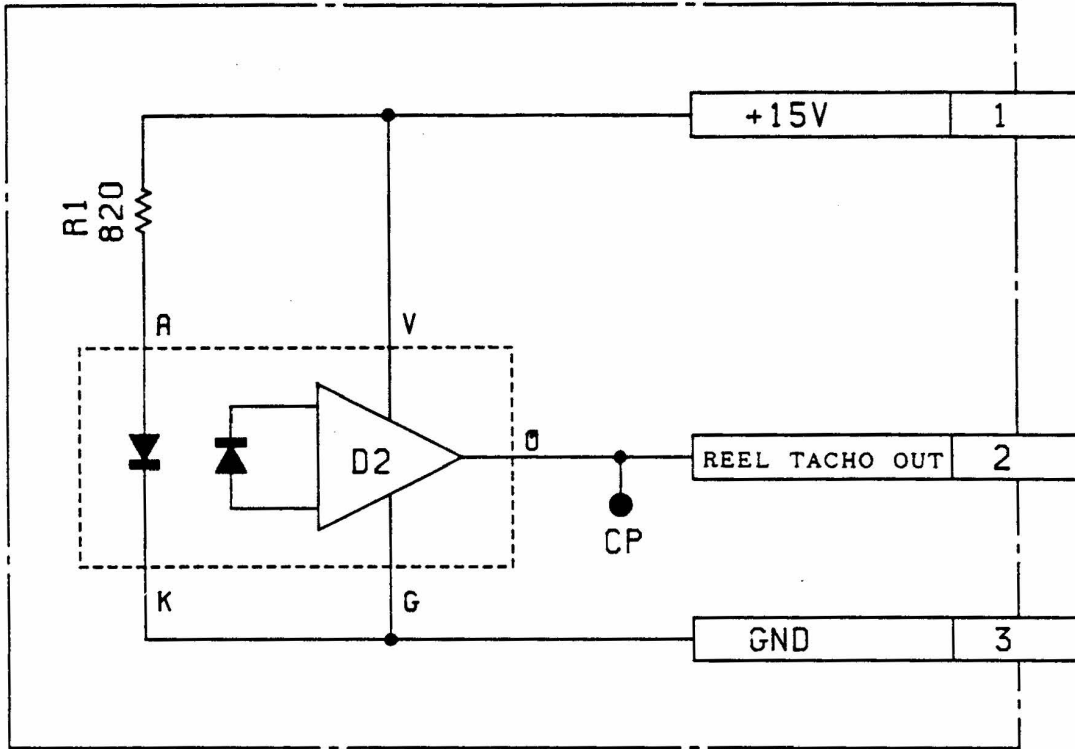 +15V 1
R1
820
A
V
D2
O
REEL TACHO OUT 2
CP
K
G
GND 3